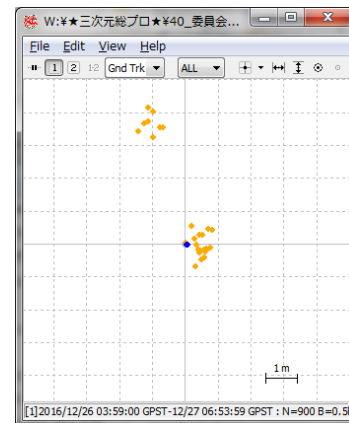 W:¥★三次元総プロ★¥40_委員会...
File Edit View Help
1 2 1-2 Gnd Trk ALL
1 m
[1]2016/12/26 03:59:00 GPST-12/27 06:53:59 GPST : N=900 B=0.5